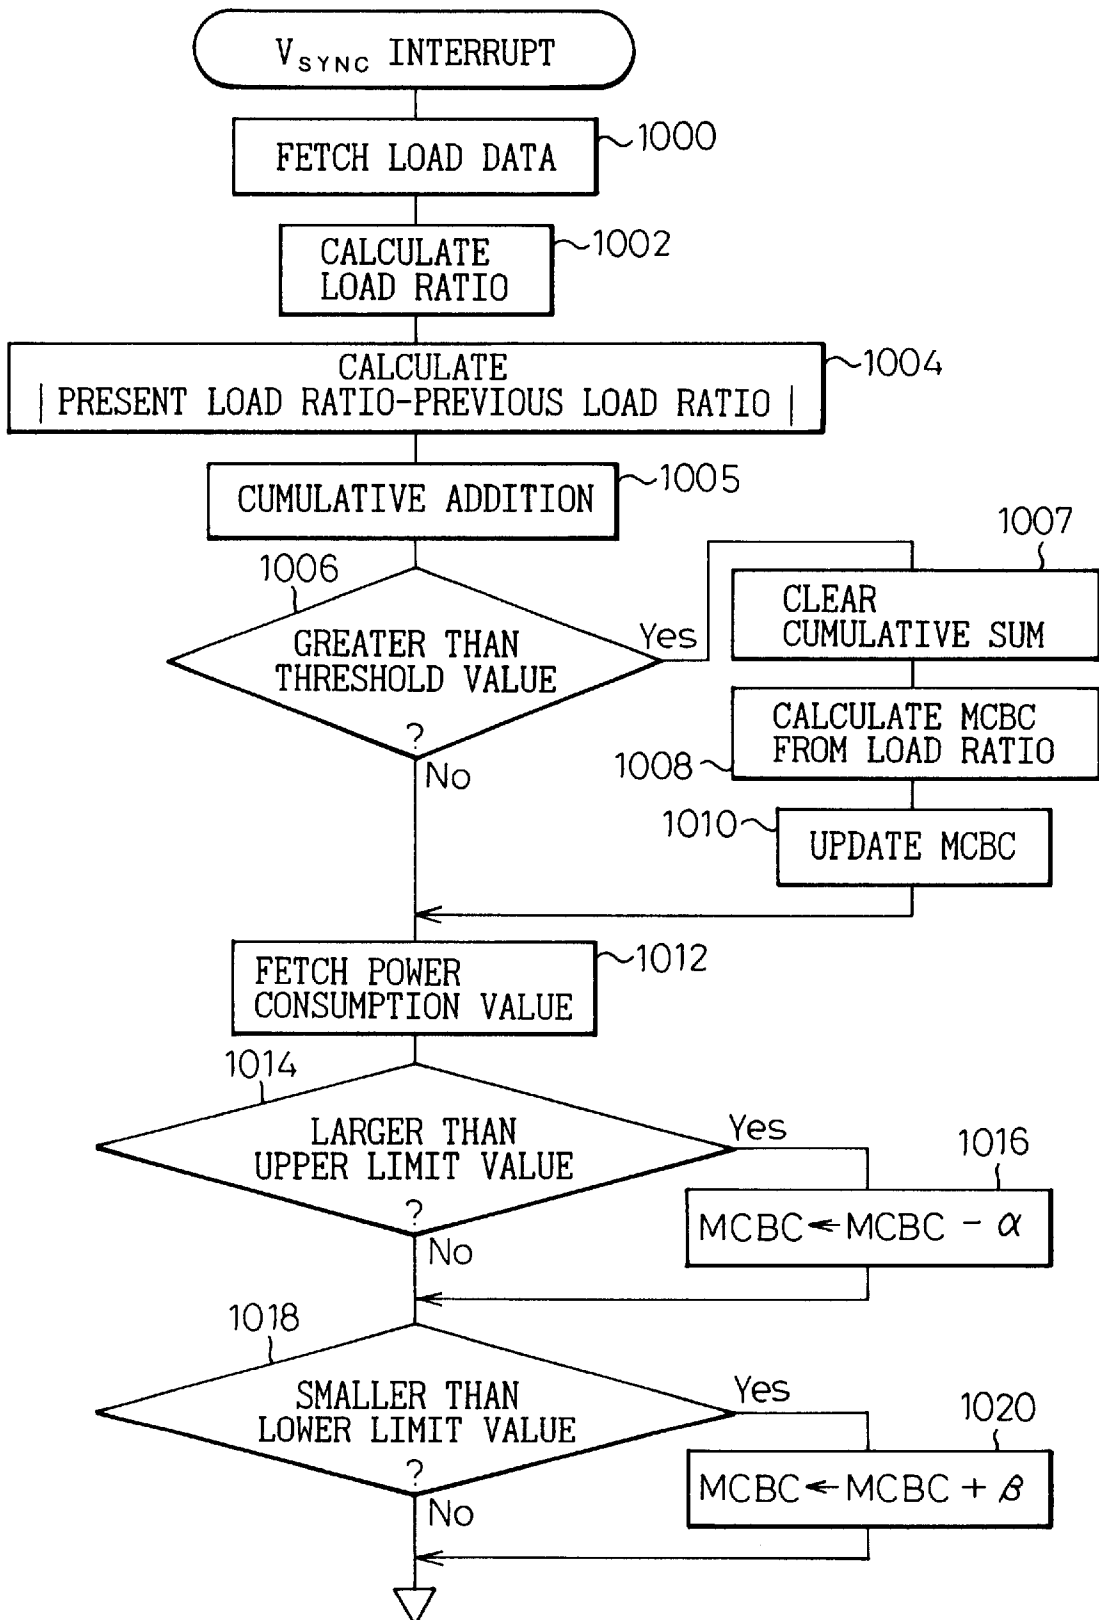 VSYNC INTERRUPT
FETCH LOAD DATA
1000
CALCULATE
LOAD RATIO
1002
CALCULATE
| PRESENT LOAD RATIO-PREVIOUS LOAD RATIO |
1004
CUMULATIVE ADDITION
1005
1006
GREATER THAN
THRESHOLD VALUE
?
Yes
No
1007
CLEAR
CUMULATIVE SUM
CALCULATE MCBC
FROM LOAD RATIO
1008
1010
UPDATE MCBC
FETCH POWER
CONSUMPTION VALUE
1012
1014
LARGER THAN
UPPER LIMIT VALUE
?
Yes
No
1016
MCBC←MCBC - α
1018
SMALLER THAN
LOWER LIMIT VALUE
?
Yes
No
1020
MCBC←MCBC + β